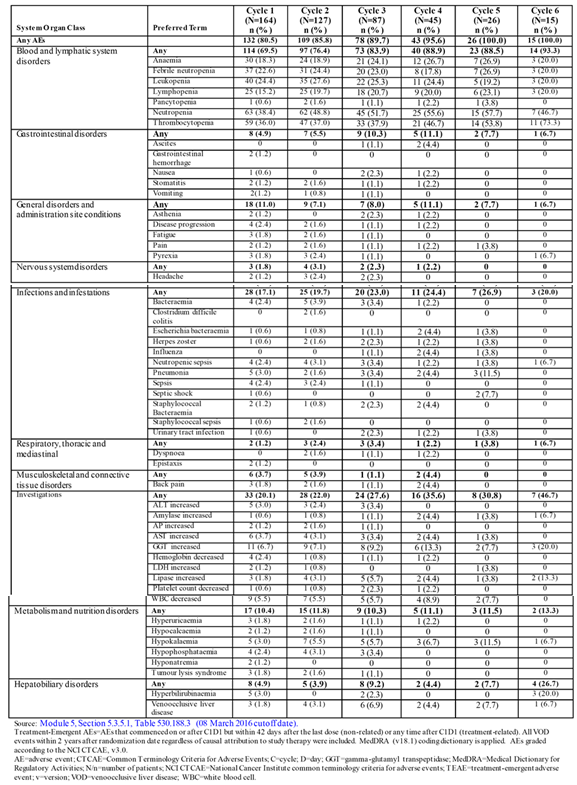 System Organ Class Preferred Term Cycle 1 (N=164) n (%) Cycle 2 (N=127) n (%) Cycle 3 (N=87) n (%) Cycle 4 (N=45) n (%) Cycle 5 (N=26) n (%) Cycle 6 (N=15) n (%)
Any AEs 132 (80.5) 109 (85.8) 78 (89.7) 43 (95.6) 26 (100.0) 15 (100.0)
Blood and lymphatic system disorders Any 114 (69.5) 97 (76.4) 73 (83.9) 40 (88.9) 23 (88.5) 14 (93.3)
Anaemia 30 (18.3) 24 (18.9) 21 (24.1) 12 (26.7) 7 (26.9) 3 (20.0)
Febrile neutropenia 37 (22.6) 31 (24.4) 20 (23.0) 8 (17.8) 7 (26.9) 3 (20.0)
Leukopenia 40 (24.4) 35 (27.6) 22 (25.3) 11 (24.4) 5 (19.2) 3 (20.0)
Lymphopenia 25 (15.2) 25 (19.7) 18 (20.7) 9 (20.0) 6 (23.1) 3 (20.0)
Pancytopenia 1 (0.6) 2 (1.6) 1 (1.1) 1 (2.2) 1 (3.8) 0
Neutropenia 63 (38.4) 62 (48.8) 45 (51.7) 25 (55.6) 15 (57.7) 7 (46.7)
Thrombocytopenia 59 (36.0) 47 (37.0) 33 (37.9) 21 (46.7) 14 (53.8) 11 (73.3)
Gastrointestinal disorders Any 8 (4.9) 7 (5.5) 9 (10.3) 5 (11.1) 2 (7.7) 1 (6.7)
Ascites 0 0 1 (1.1) 2 (4.4) 0 0
Gastrointestinal hemorrhage 2 (1.2) 0 0 0 0 0
Nausea 1 (0.6) 0 2 (2.3) 1 (2.2) 0 0
Stomatitis 1 (0.6) 2 (1.6) 1 (1.1) 1 (2.2) 0 0
Vomiting 2(1.2) 1 (0.8) 1 (1.1) 0 0 0
General disorders and administration site conditions Any 18 (11.0) 9 (7.1) 7 (8.0) 5 (11.1) 2 (7.7) 1 (6.7)
Asthenia 2 (1.2) 0 2 (2.3) 1 (2.2) 0 0
Disease progression 4 (2.4) 2 (1.6) 1 (1.1) 1 (2.2) 0 0
Fatigue 3 (1.8) 2 (1.6) 1 (1.1) 0 0 0
Pain 2 (1.2) 2 (1.6) 1 (1.1) 1 (2.2) 1 (3.8) 0
Pyrexia 3 (1.8) 3 (2.4) 1 (1.1) 0 0 1 (6.7)
Nervous system disorders Any 3 (1.8) 4 (3.1) 2 (2.3) 1 (2.2) 0 0
Headache 2 (1.2) 3 (2.4) 2 (2.3) 0 0 0
Infections and infestations Any 28 (17.1) 25 (19.7) 20 (23.0) 11 (24.4) 7 (26.9) 3 (20.0)
Bacteraemia 4 (2.4) 5 (3.9) 3 (3.4) 1 (2.2) 0 0
Clostridium difficile colitis 0 2 (1.6) 0 0 0 0
Escherichia bacteraemia 1 (0.6) 1 (0.8) 1 (1.1) 2 (4.4) 1 (3.8) 0
Herpes zoster 1 (0.6) 2 (1.6) 2 (2.3) 1 (2.2) 1 (3.8) 0
Influenza 0 0 1 (1.1) 2 (4.4) 0 0
Neutropenic sepsis 4 (2.4) 4 (3.1) 3 (3.4) 1 (2.2) 1 (3.8) 1 (6.7)
Pneumonia 5 (3.0) 2 (1.6) 3 (3.4) 2 (4.4) 3 (11.5) 0
Sepsis 4 (2.4) 3 (2.4) 1 (1.1) 0 0 0
Septic shock 0 0 0 0 2 (7.7) 0
Staphylococcal Bacteraemia 2 (1.2) 1 (0.8) 2 (2.3) 2 (4.4) 0 0
Staphylococcal sepsis 1 (0.6) 2 (1.6) 0 0 0 0
Urinary tract infection 1 (0.6) 0 2 (2.3) 1 (2.2) 1 (3.8) 0
Respiratory, thoracic and mediastinal Any 2 (1.2) 3 (2.4) 3 (3.4) 1 (2.2) 1 (3.8) 1 (6.7)
Dyspnoea 0 2 (1.6) 1 (1.1) 1 (2.2) 0 0
Epistaxis 2 (1.2) 0 0 0 0 0
Musculoskeletal and connective tissue disorders Any 6 (3.7) 5 (3.9) 1 (1.1) 2 (4.4) 0 0
Back pain 3 (1.8) 2 (1.6) 1 (1.1) 2 (4.4) 0 0
Investigations Any 33 (20.1) 28 (22.0) 24 (27.6) 16 (35,6) 8 (30.8) 7 (46.7)
ALT increased 5 (3.0) 3 (2.4) 3 (3.4) 0 0 0
Amylase increased 1 (0.6) 1 (0.8) 1 (1.1) 2 (4.4) 1 (3.8) 1 (6.7)
AP increased 2 (1.2) 2 (1.6) 1 (1.1) 0 0 0
AST increased 6 (3.7) 4 (3.1) 3 (3.4) 2 (4.4) 1 (3.8) 0
GGT increased 11 (6.7) 9 (7.1) 8 (9.2) 6 (13.3) 2 (7.7) 3 (20.0)
Hemoglobin decreased 4 (2.4) 1 (0.8) 1 (1.1) 1 (2.2) 0 0
LDH increased 2 (1.2) 0 0 0 1 (3.8) 0
Lipase increased 3 (1.8) 4 (3.1) 5 (5.7) 2 (4.4) 1 (3.8) 2 (13.3)
Platelet count decreased 1 (0.6) 1 (0.8) 2 (2.3) 1 (2.2) 0 0
WBC decreased 9 (5.5) 7 (5.5) 5 (5.7) 4 (8.9) 2 (7.7) 0
Metabolism and nutrition disorders Any 17 (10.4) 15 (11.8) 9 (10.3) 5 (11.1) 3 (11.5) 2 (13.3)
Hyperuricaemia 3 (1.8) 2 (1.6) 1 (1.1) 1 (2.2) 0 0
Hypocalcaemia 2 (1.2) 2 (1.6) 1 (1.1) 0 0 0
Hypokalaemia 5 (3.0) 7 (5.5) 5 (5.7) 3 (6.7) 3 (11.5) 1 (6.7)
Hypophosphataemia 4 (2.4) 4 (3.1) 3 (3.4) 0 0 0
Hyponatremia 2 (1.2) 0 0 0 0 0
Tumour lysis syndrome 3 (1.8) 2 (1.6) 1 (1.1) 0 0 0
Hepatobiliary disorders Any 8 (4.9) 5 (3.9) 8 (9.2) 2 (4.4) 2 (7.7) 4 (26.7)
Hyperbilirubinaemia 5 (3.0) 0 2 (2.3) 0 0 3 (20.0)
Venoocclusive liver disease 3 (1.8) 4 (3.1) 6 (6.9) 2 (4.4) 2 (7.7) 1 (6.7)
Source: Module 5, Section 5.3.5.1, Table 530.188.3 (08 March 2016 cutoff date).
Treatment-Emergent AEs=AEs that commenced on or after C1D1 but within 42 days after the last dose (non-related) or any time after C1D1 (treatment-related). All VOD
events within 2 years after randomization date regardless of causal attribution to study therapy were included. MedDRA (v18.1) coding dictionary is applied. AEs graded
according to the NCI CTCAE, v3.0.
AE=adverse event; CTCAE=Common Terminology Criteria for Adverse Events; C=cycle; D=day; GGT=gamma-glutamyl transpeptidase; MedDRA=Medical Dictionary for
Regulatory Activities; N/n=number of patients; NCI CTCAE=National Cancer Institute common terminology criteria for adverse events; TEAE=treatment-emergent adverse
event; v=version; VOD=venoocclusive liver disease; WBC=white blood cell.